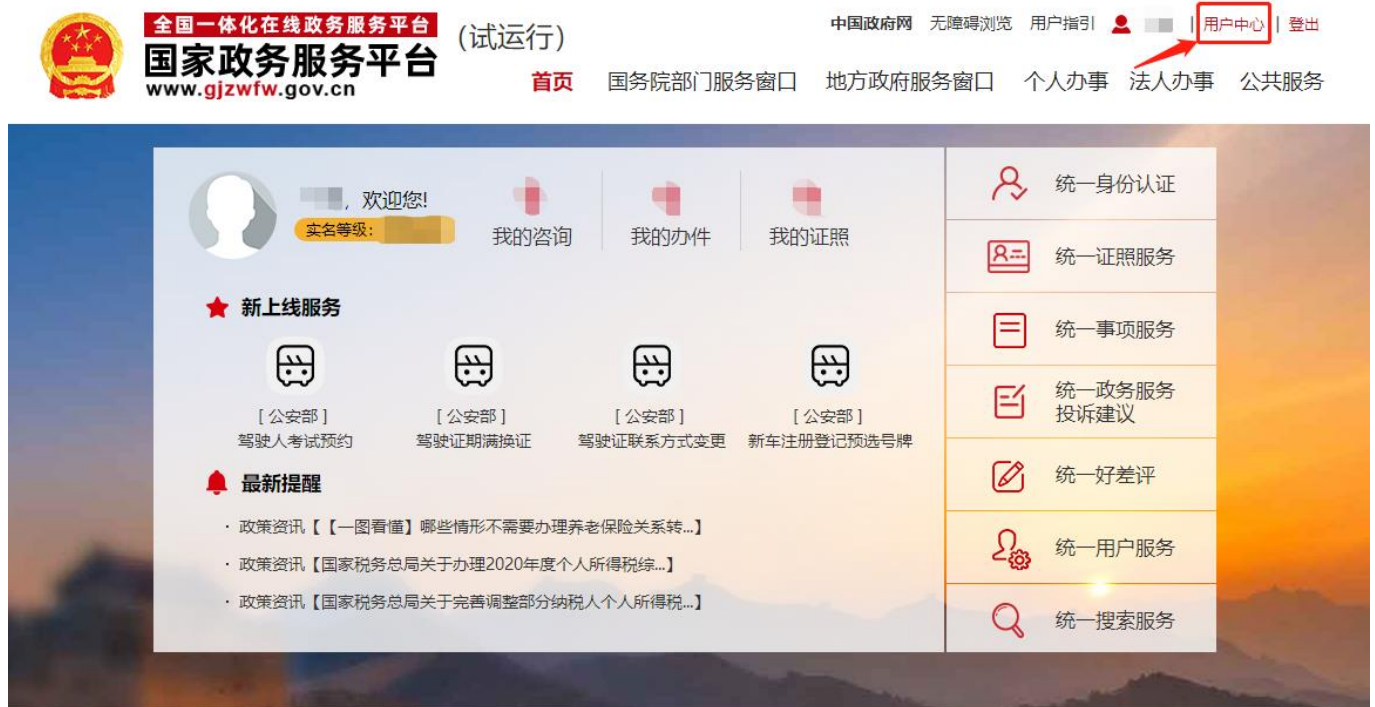 全国一体化在线政务服务平台
国家政务服务平台
www.gjzwfw.gov.cn
(试运行)
中国政府网 无障碍浏览 用户指引 | 用户中心 | 登出
首页 国务院部门服务窗口 地方政府服务窗口 个人办事 法人办事 公共服务
，欢迎您!
实名等级：
我的咨询 我的办件 我的证照
新上线服务
[ 公安部 ] [ 公安部 ] [ 公安部 ] [ 公安部 ]
驾驶人考试预约 驾驶证期满换证 驾驶证联系方式变更 新车注册登记预选号牌
最新提醒
· 政策资讯【【一图看懂】哪些情形不需要办理养老保险关系转...】
· 政策资讯【国家税务总局关于办理2020年度个人所得税综...】
· 政策资讯【国家税务总局关于完善调整部分纳税人个人所得税...】
统一身份认证
统一证照服务
统一事项服务
统一政务服务
投诉建议
统一好差评
统一用户服务
统一搜索服务